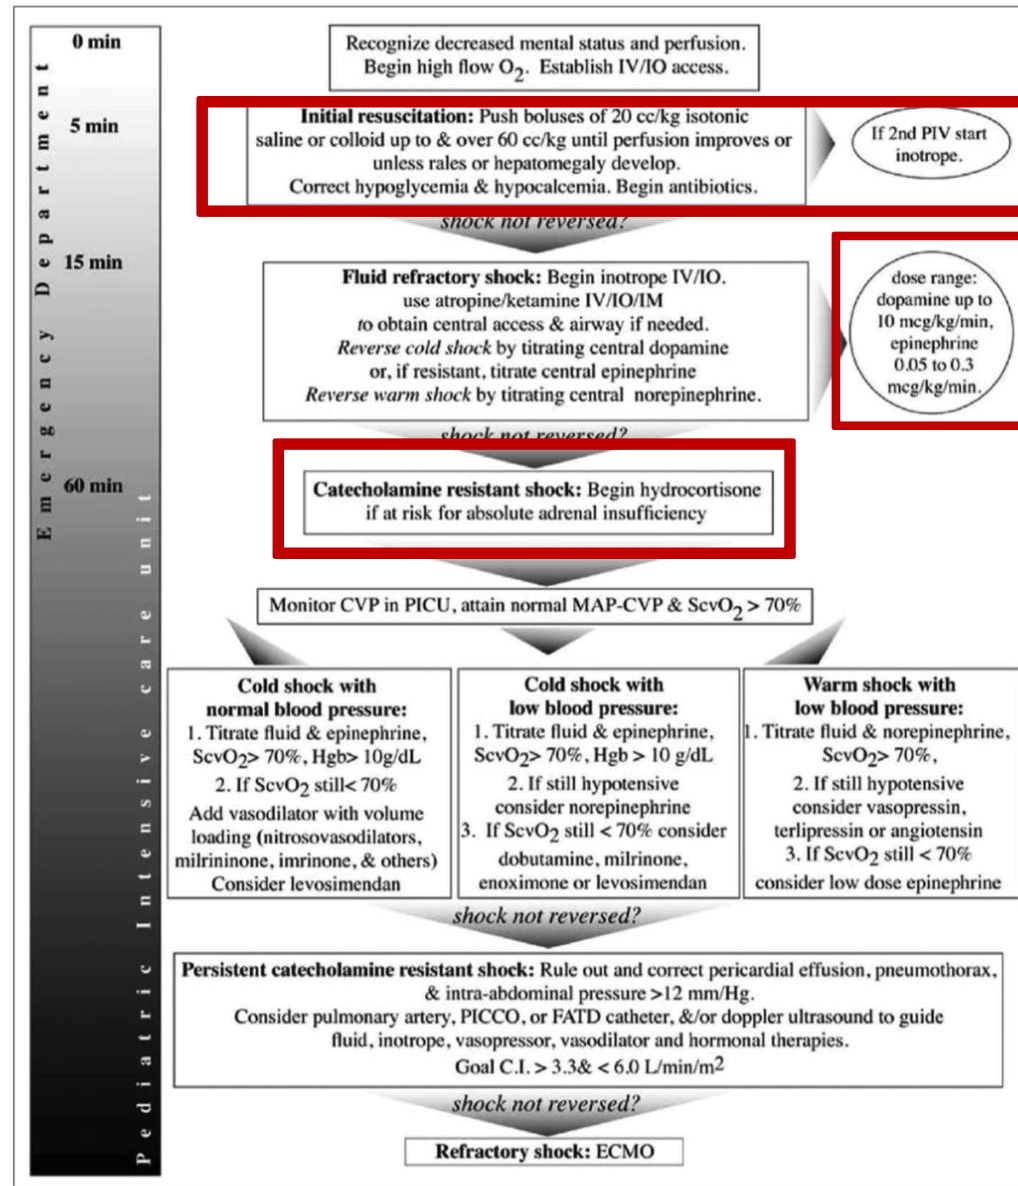 Emergency Department
Pediatric Intensive care unit
0 min
Recognize decreased mental status and perfusion.
Begin high flow O₂. Establish IV/IO access.
5 min
Initial resuscitation: Push boluses of 20 cc/kg isotonic
saline or colloid up to & over 60 cc/kg until perfusion improves or
unless rales or hepatomegaly develop.
Correct hypoglycemia & hypocalcemia. Begin antibiotics.
If 2nd PIV start
inotrope.
shock not reversed?
15 min
Fluid refractory shock: Begin inotrope IV/IO.
use atropine/ketamine IV/IO/IM
to obtain central access & airway if needed.
Reverse cold shock by titrating central dopamine
or, if resistant, titrate central epinephrine
Reverse warm shock by titrating central norepinephrine.
dose range:
dopamine up to
10 mcg/kg/min,
epinephrine
0.05 to 0.3
mcg/kg/min.
shock not reversed?
60 min
Catecholamine resistant shock: Begin hydrocortisone
if at risk for absolute adrenal insufficiency
Monitor CVP in PICU, attain normal MAP-CVP & ScvO₂ > 70%
Cold shock with
normal blood pressure:
1. Titrate fluid & epinephrine,
ScvO₂> 70%, Hgb> 10g/dL
2. If ScvO₂ still< 70%
Add vasodilator with volume
loading (nitrosovasodilators,
milrininone, imrinone, & others)
Consider levosimendan
Cold shock with
low blood pressure:
1. Titrate fluid & epinephrine,
ScvO₂> 70%, Hgb > 10 g/dL
2. If still hypotensive
consider norepinephrine
3. If ScvO₂ still < 70% consider
dobutamine, milrinone,
enoximone or levosimendan
Warm shock with
low blood pressure:
1. Titrate fluid & norepinephrine,
ScvO₂> 70%,
2. If still hypotensive
consider vasopressin,
terlipressin or angiotensin
3. If ScvO₂ still < 70%
consider low dose epinephrine
shock not reversed?
Persistent catecholamine resistant shock: Rule out and correct pericardial effusion, pneumothorax,
& intra-abdominal pressure >12 mm/Hg.
Consider pulmonary artery, PICCO, or FATD catheter, &/or doppler ultrasound to guide
fluid, inotrope, vasopressor, vasodilator and hormonal therapies.
Goal C.I. > 3.3& < 6.0 L/min/m²
shock not reversed?
Refractory shock: ECMO